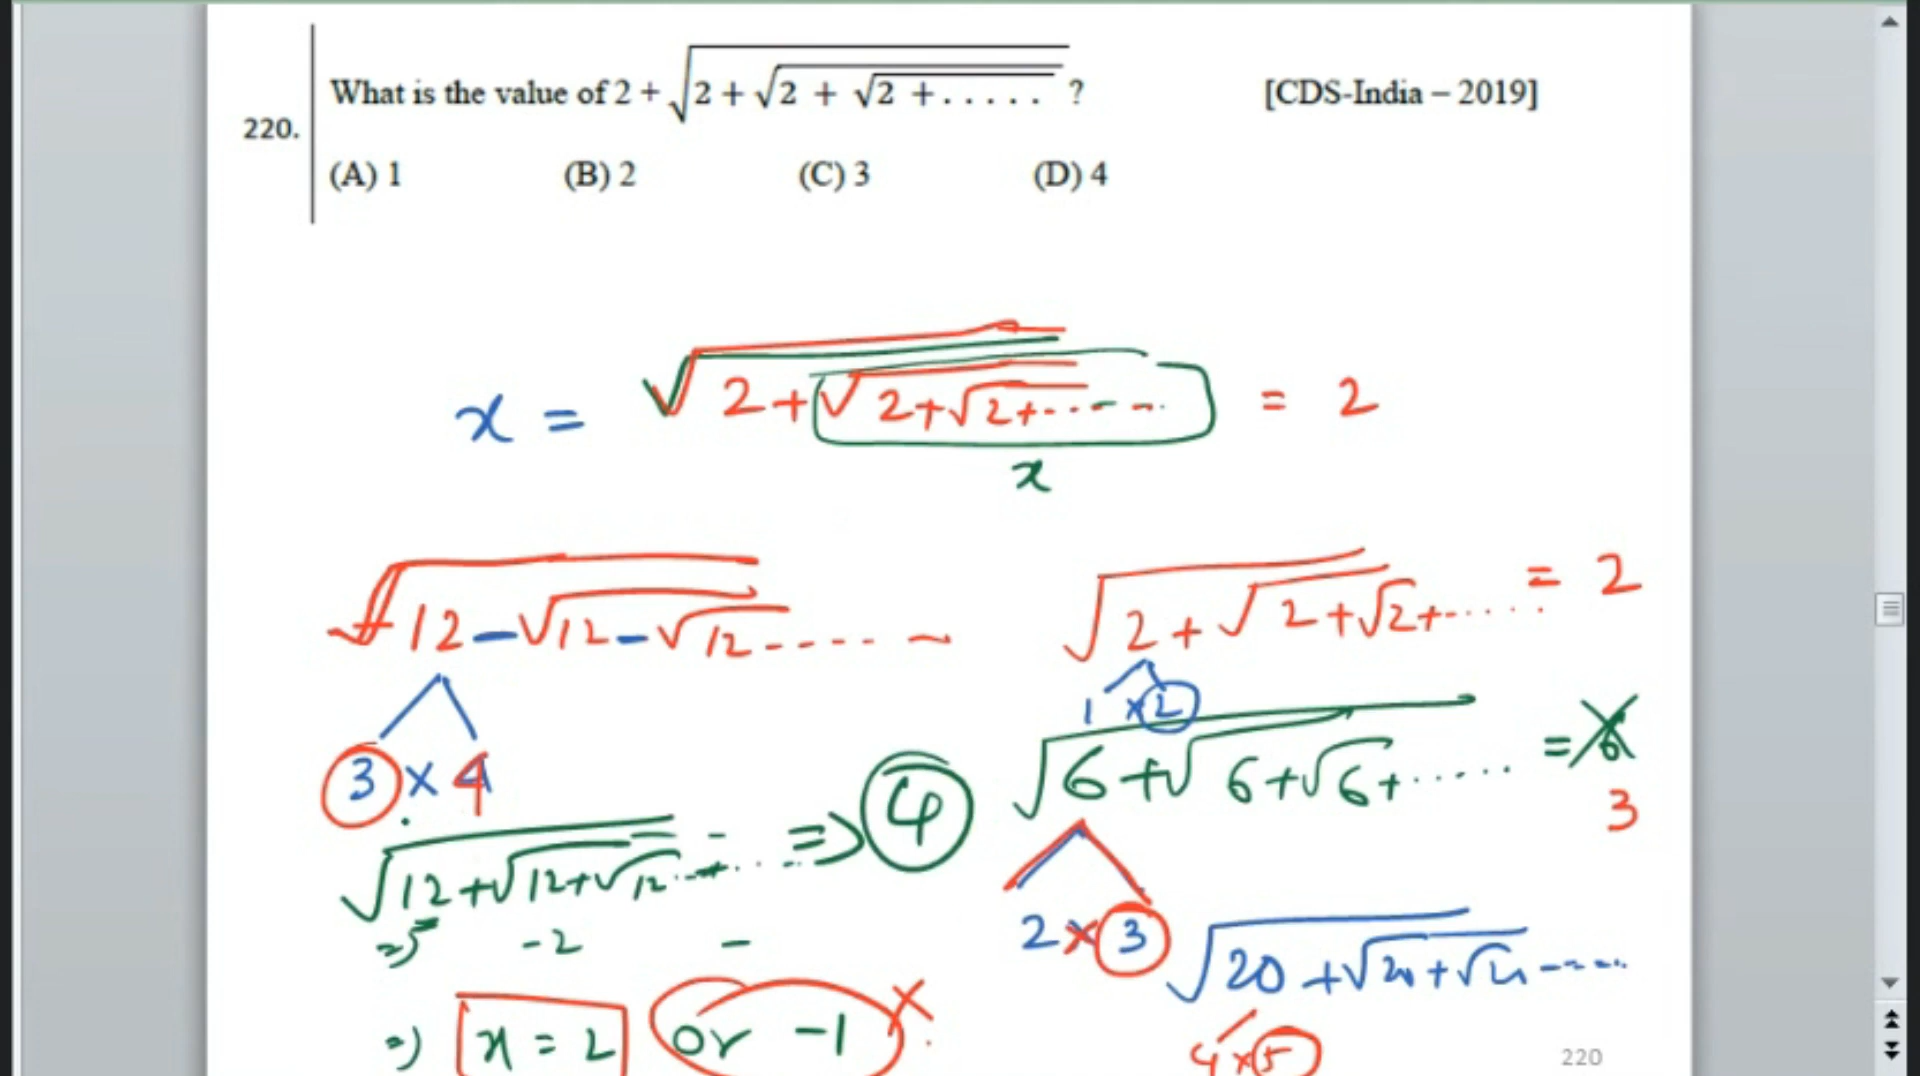 What is the value of 2 + √2 + √2 + √2 + . . . . . ? [CDS-India – 2019]
220.
(A) 1 (B) 2 (C) 3 (D) 4
x = √2+√2+√2+...... = 2
x
√12-√12-√12------
√2+√2+√2+...... = 2
1 x 2
3 x 4
√6+√6+√6+...... = 6
3
√12+√12+√12...+... => 4
2 x 3
-2 -
√20+√20+
=) x = 2 or -1 x
4 x 5
220